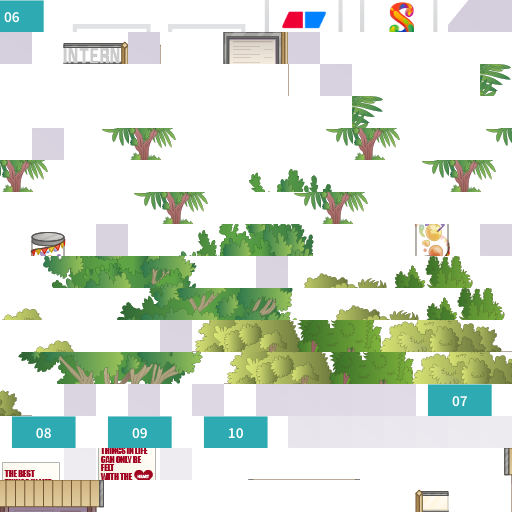 06
S
INTERN
07
08
09
10
THINGS IN LIFE
CAN ONLY BE
FELT
WITH THE
THE BEST